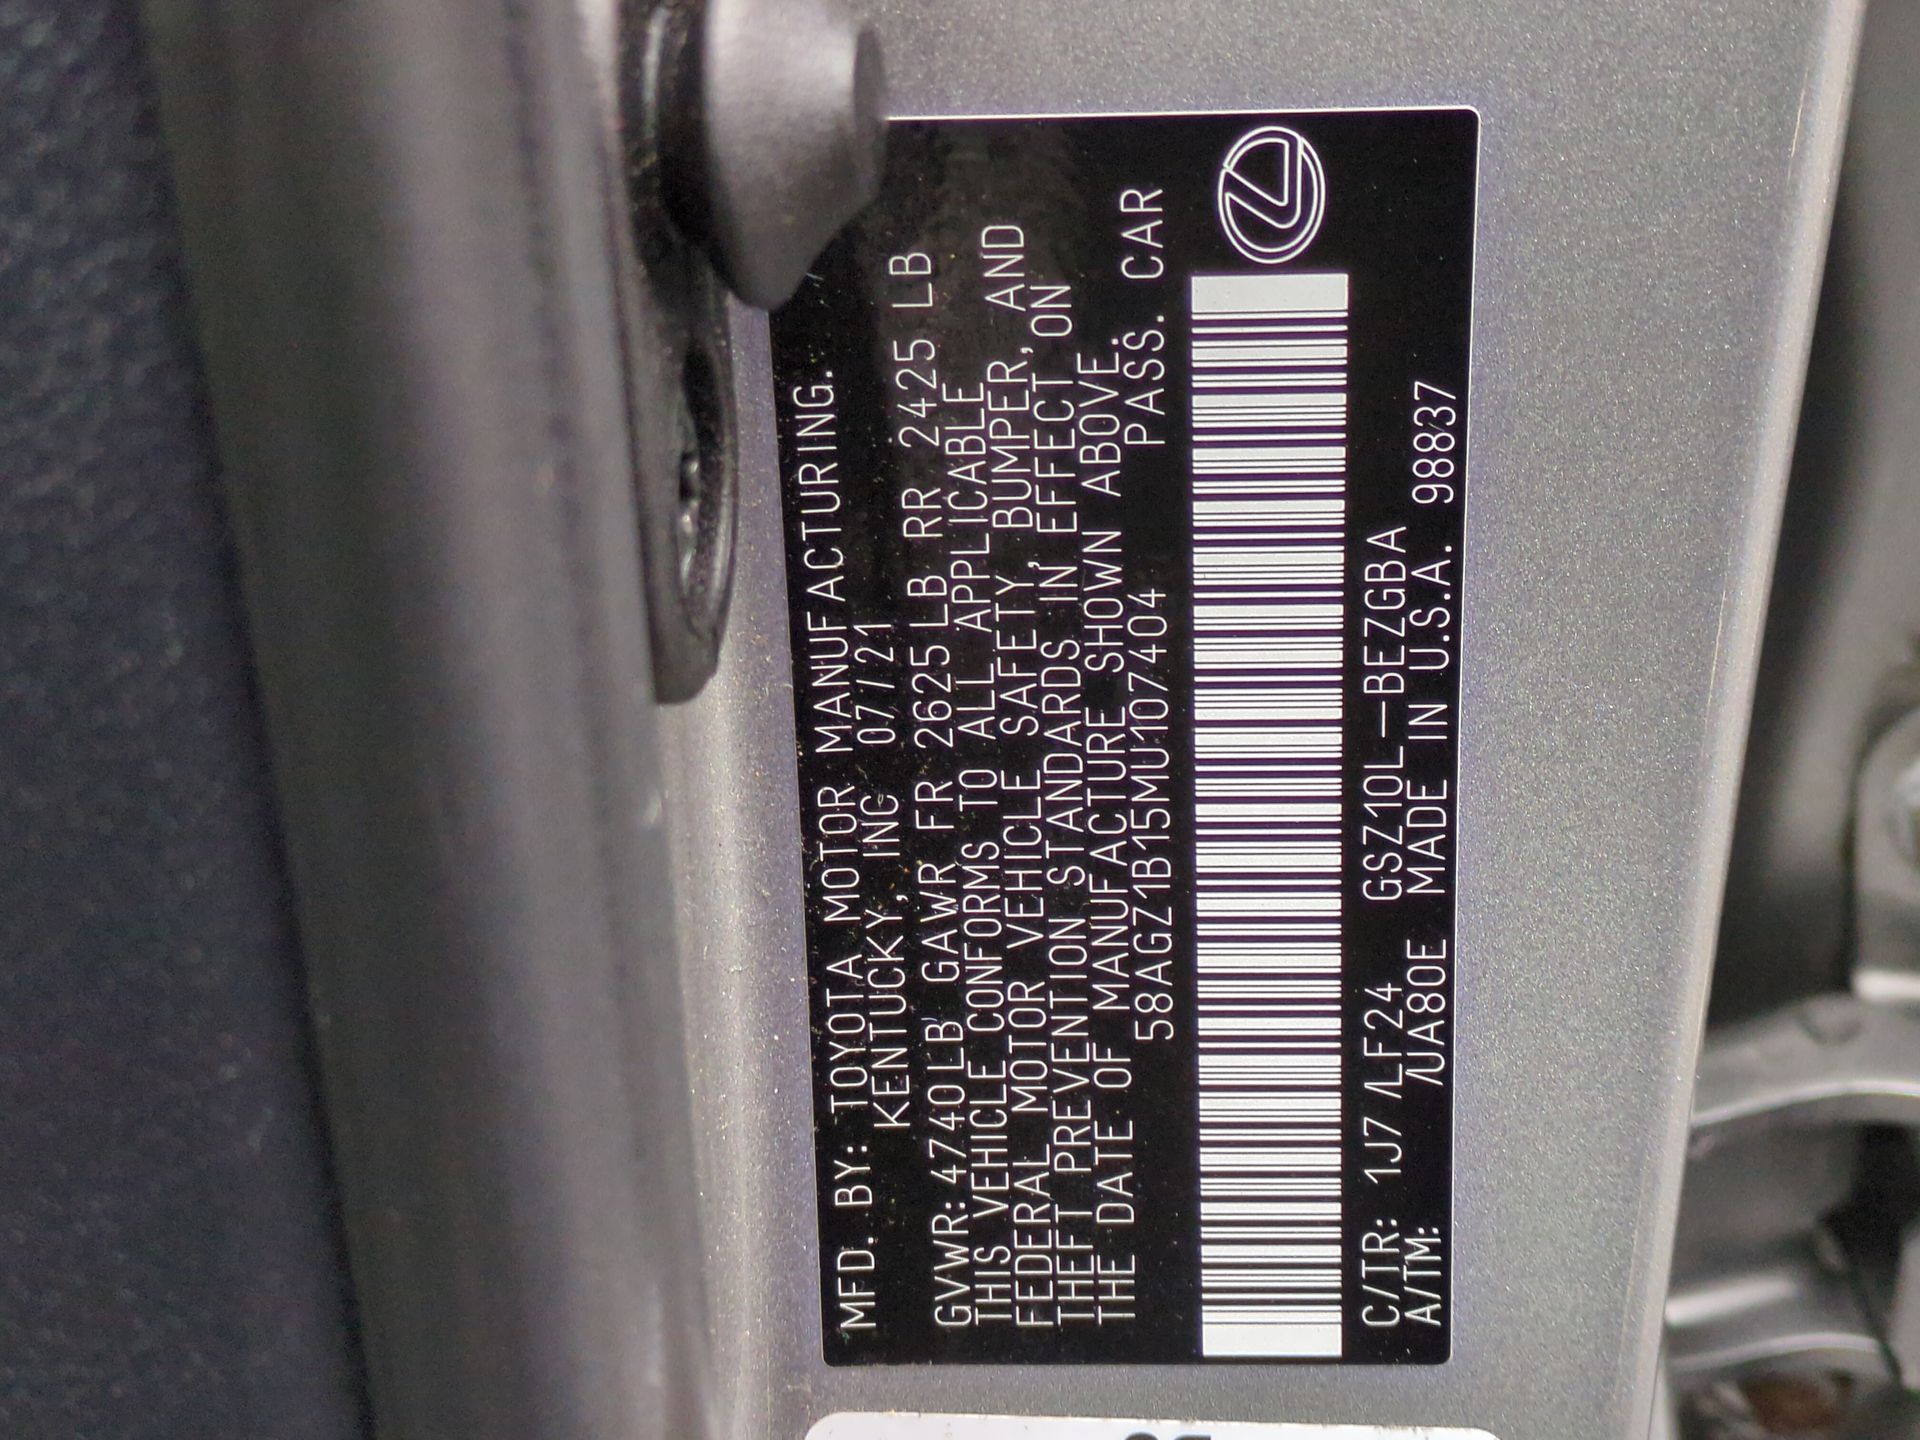 MFD. BY: TOYOTA MOTOR MANUFACTURING.
KENTUCKY, INC 07/21
GVWR: 4740LB GAWR FR 2625LB RR 2425 LB
THIS VEHICLE CONFORMS TO ALL APPLICABLE
FEDERAL MOTOR VEHICLE SAFETY, BUMPER, AND
THEFT PREVENTION STANDARDS IN EFFECT ON
THE DATE OF MANUFACTURE SHOWN ABOVE.
58AGZ1B15MU107404 PASS. CAR
C/TR: 1J7 /LF24 GSZ10L-BEZGBA
A/TM: /UA80E MADE IN U.S.A. 98837